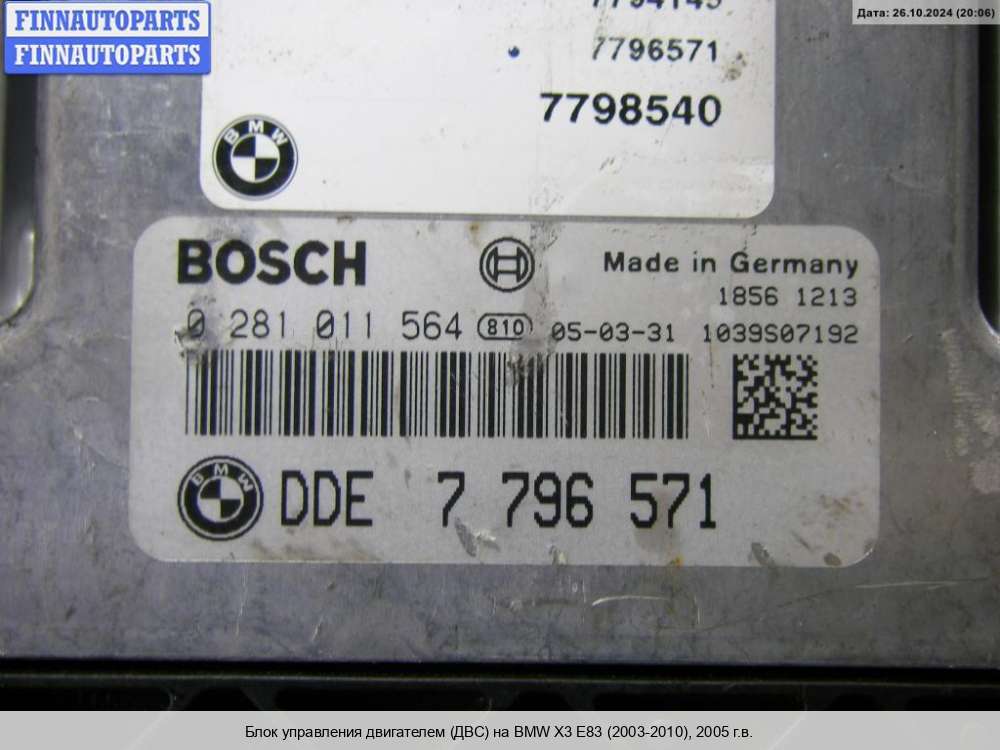 FINNAUTOPARTS
FINNAUTOPARTS
Дата: 26.10.2024 (20:06)
7796571
7798540
BMW
BOSCH
Made in Germany
1856 1213
0 281 011 564 810 05-03-31 1039S07192
BMW
DDE 7 796 571
Блок управления двигателем (ДВС) на BMW X3 E83 (2003-2010), 2005 г.в.